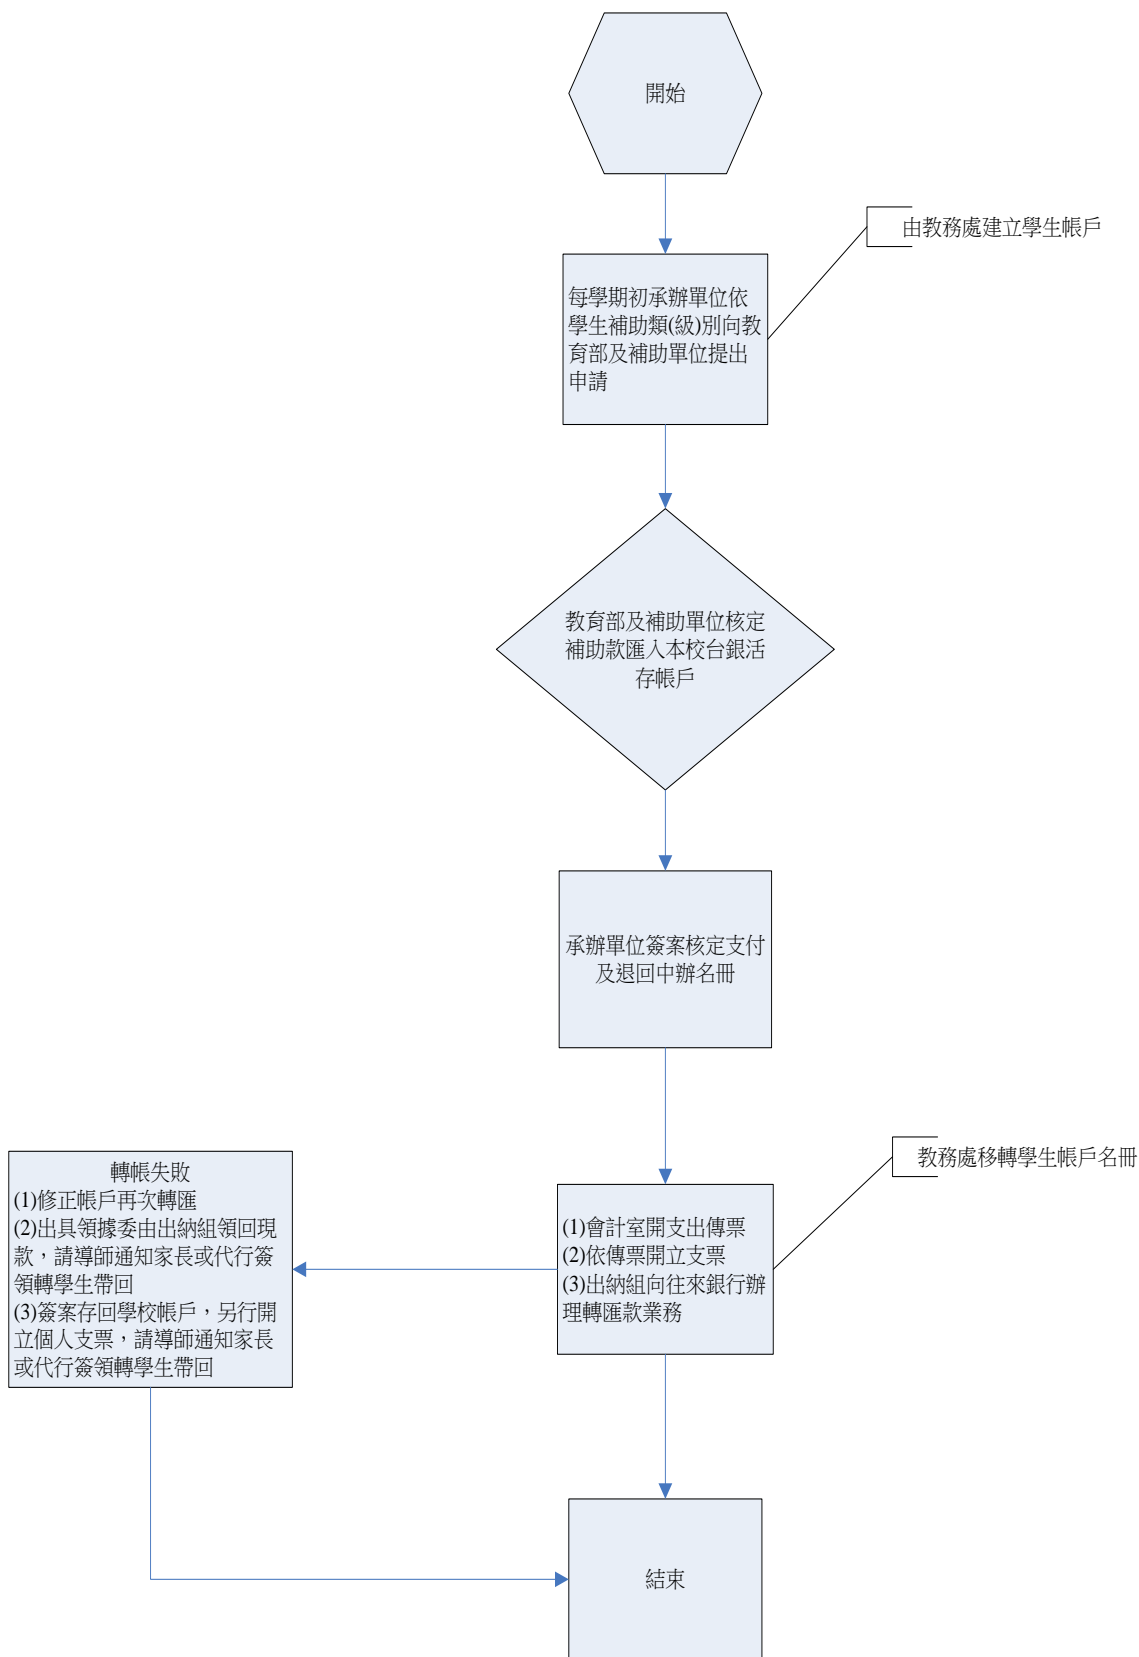 開始
由教務處建立學生帳戶
每學期初承辦單位依
學生補助類(級)別向教
育部及補助單位提出
申請
教育部及補助單位核定
補助款匯入本校台銀活
存帳戶
承辦單位簽案核定支付
及退回中辦名冊
教務處移轉學生帳戶名冊
(1)會計室開支出傳票
(2)依傳票開立支票
(3)出納組向往來銀行辦
理轉匯款業務
轉帳失敗
(1)修正帳戶再次轉匯
(2)出具領據委由出納組領回現
款，請導師通知家長或代行簽
領轉學生帶回
(3)簽案存回學校帳戶，另行開
立個人支票，請導師通知家長
或代行簽領轉學生帶回
結束